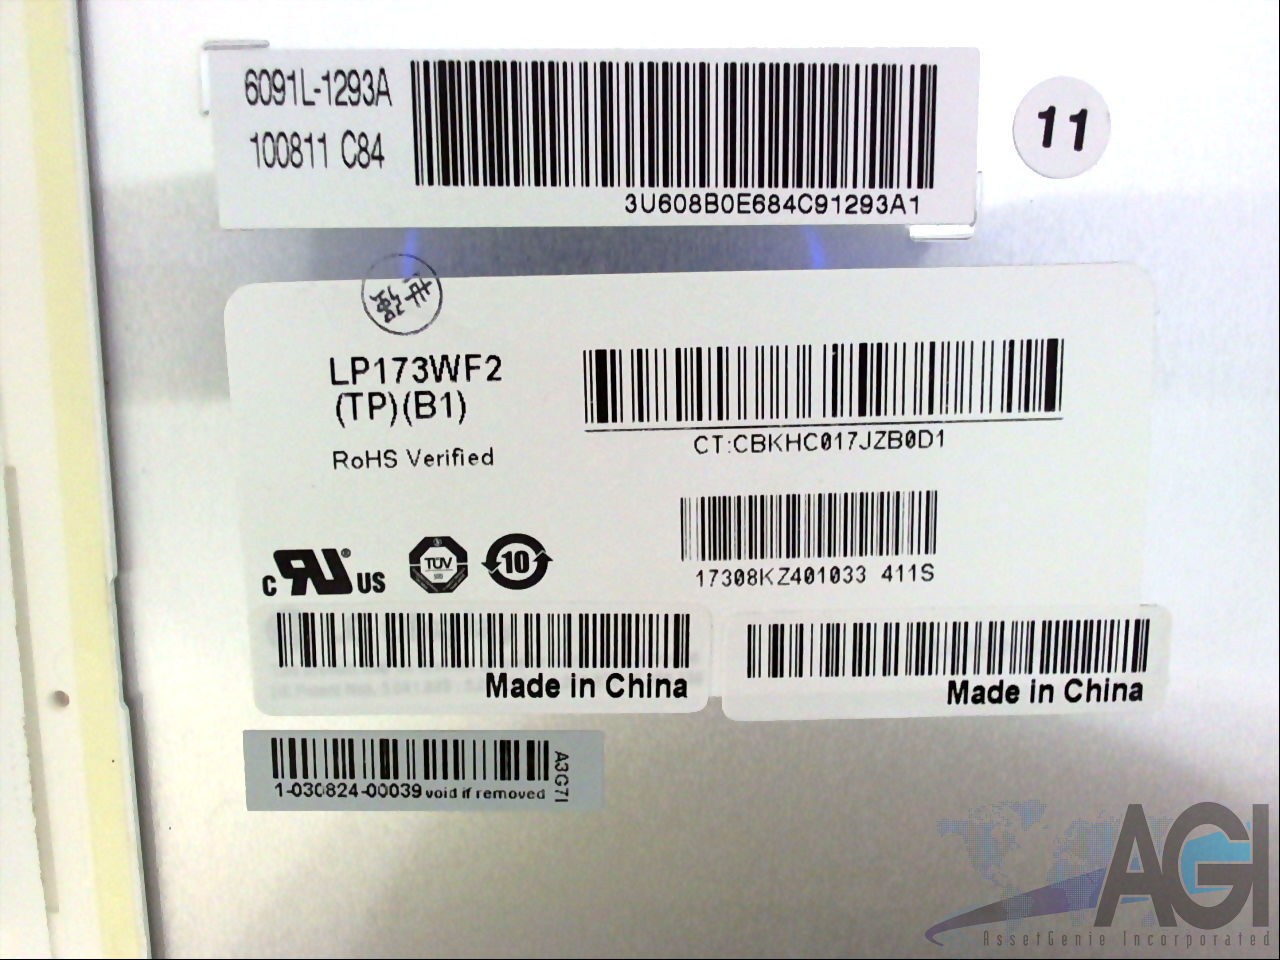 6091L-1293A
100811 C84
3U608B0E684C91293A1
11
LP173WF2
(TP)(B1)
RoHS Verified
CT:CBKHC017JZB0D1
17308KZ401033 411S
c RU ® US
TÜV
10
Made in China
Made in China
1-030824-00039 void if removed
A3G7I
AGI
AssetGenie Incorporated